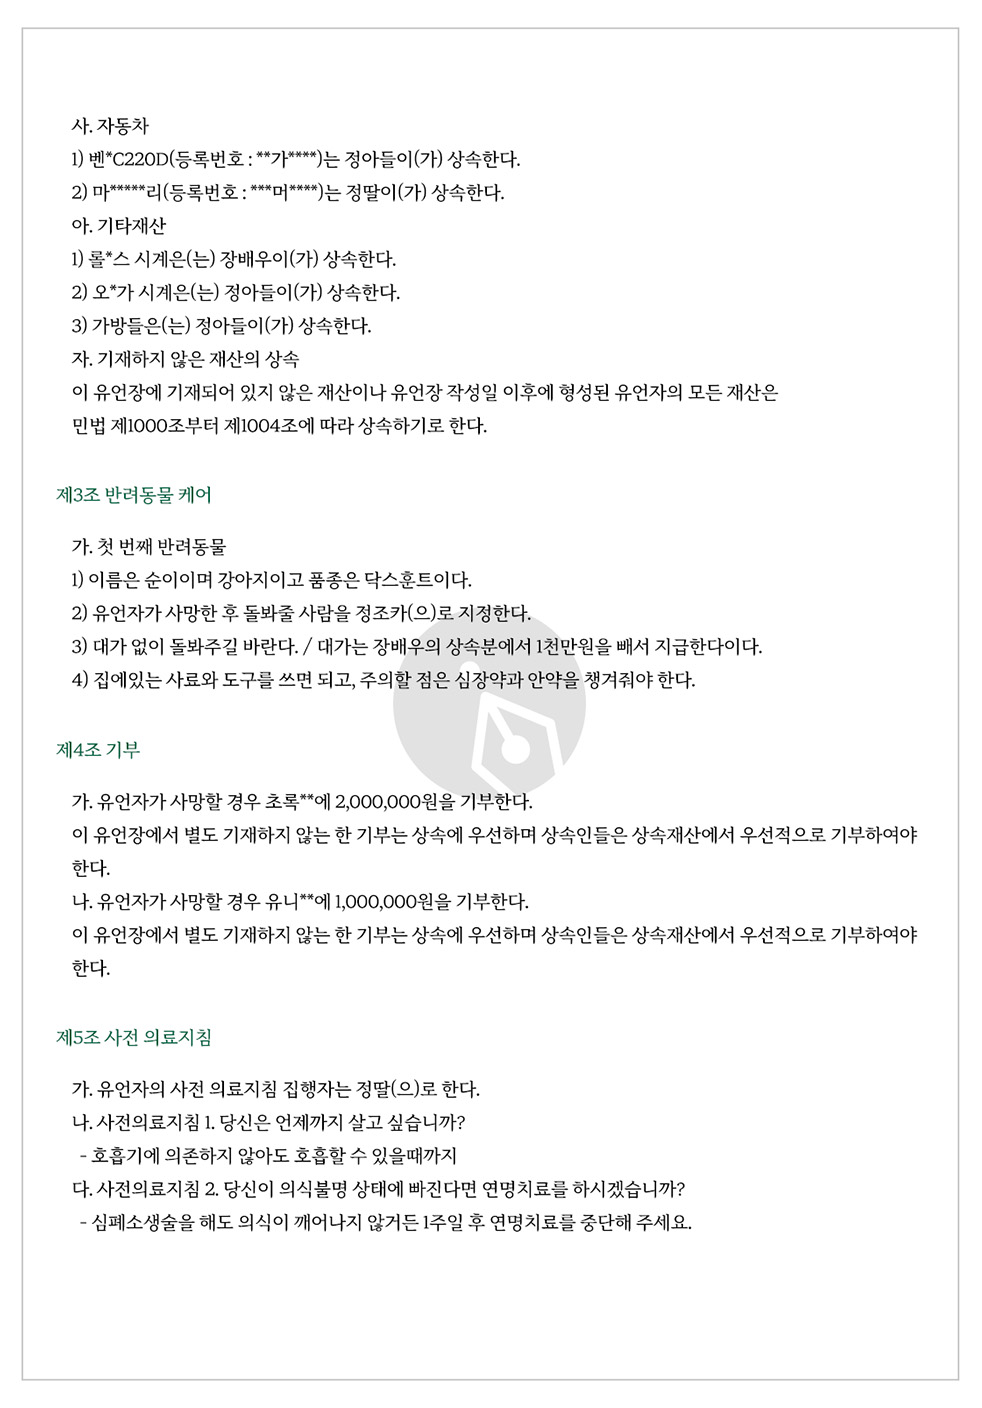 사. 자동차
1) 벤*C220D(등록번호 : **가****)는 정아들이(가) 상속한다.
2) 마*****리(등록번호 : ***머****)는 정딸이(가) 상속한다.
아. 기타재산
1) 롤*스 시계은(는) 장배우이(가) 상속한다.
2) 오*가 시계은(는) 정아들이(가) 상속한다.
3) 가방들은(는) 정아들이(가) 상속한다.
자. 기재하지 않은 재산의 상속
이 유언장에 기재되어 있지 않은 재산이나 유언장 작성일 이후에 형성된 유언자의 모든 재산은
민법 제1000조부터 제1004조에 따라 상속하기로 한다.
제3조 반려동물 케어
가. 첫 번째 반려동물
1) 이름은 순이이며 강아지이고 품종은 닥스훈트이다.
2) 유언자가 사망한 후 돌봐줄 사람을 정조카(으)로 지정한다.
3) 대가 없이 돌봐주길 바란다. / 대가는 장배우의 상속분에서 1천만원을 빼서 지급한다이다.
4) 집에있는 사료와 도구를 쓰면 되고, 주의할 점은 심장약과 안약을 챙겨줘야 한다.
제4조 기부
가. 유언자가 사망할 경우 초록**에 2,000,000원을 기부한다.
이 유언장에서 별도 기재하지 않는 한 기부는 상속에 우선하며 상속인들은 상속재산에서 우선적으로 기부하여야
한다.
나. 유언자가 사망할 경우 유니**에 1,000,000원을 기부한다.
이 유언장에서 별도 기재하지 않는 한 기부는 상속에 우선하며 상속인들은 상속재산에서 우선적으로 기부하여야
한다.
제5조 사전 의료지침
가. 유언자의 사전 의료지침 집행자는 정딸(으)로 한다.
나. 사전의료지침 1. 당신은 언제까지 살고 싶습니까?
- 호흡기에 의존하지 않아도 호흡할 수 있을때까지
다. 사전의료지침 2. 당신이 의식불명 상태에 빠진다면 연명치료를 하시겠습니까?
- 심폐소생술을 해도 의식이 깨어나지 않거든 1주일 후 연명치료를 중단해 주세요.